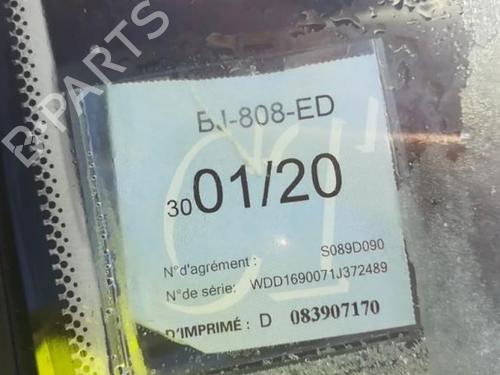 B-PARTS
BJ-808-ED
30 01/20
N°d'agrément : S089D090
N°de série: WDD1690071J372489
D'IMPRIMÉ : D 083907170